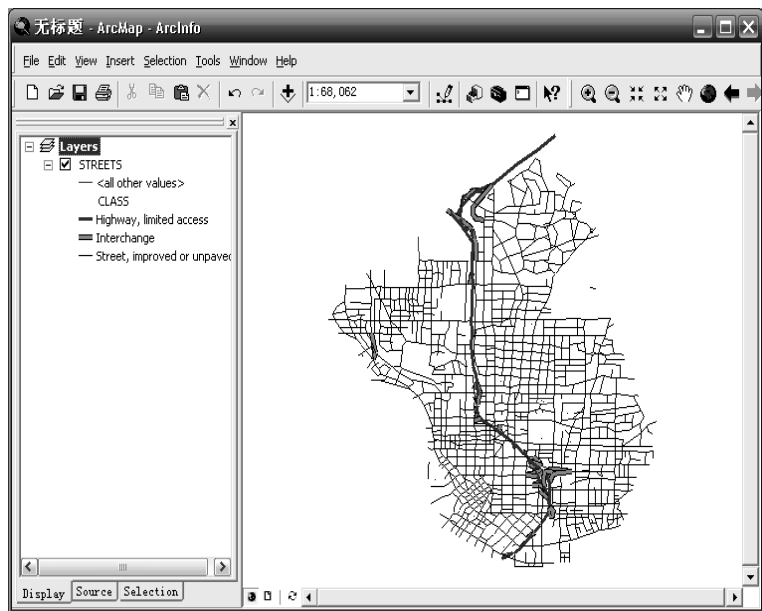 无标题 - ArcMap - ArcInfo
File Edit View Insert Selection Tools Window Help
1:68,062
Layers
STREETS
<all other values>
CLASS
Highway, limited access
Interchange
Street, improved or unpaved
Display Source Selection